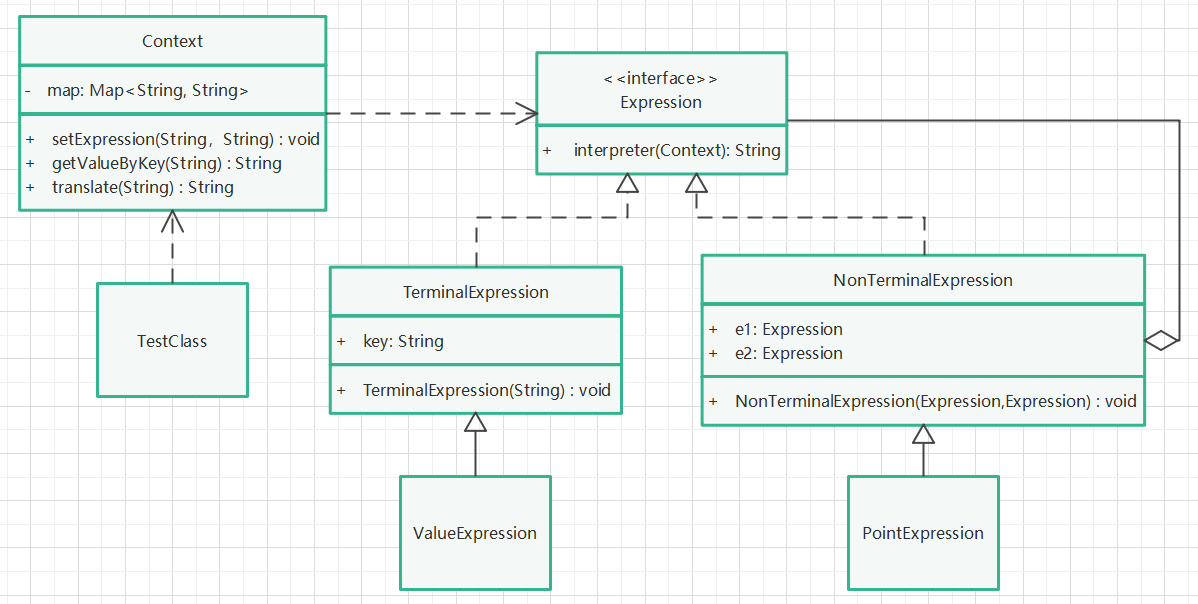 Context
- map: Map<String, String>
+ setExpression(String，String) : void
+ getValueByKey(String) : String
+ translate(String) : String
< <interface>>
Expression
+ interpreter(Context): String
TestClass
TerminalExpression
+ key: String
+ TerminalExpression(String) : void
NonTerminalExpression
+ e1: Expression
+ e2: Expression
+ NonTerminalExpression(Expression,Expression) : void
ValueExpression
PointExpression